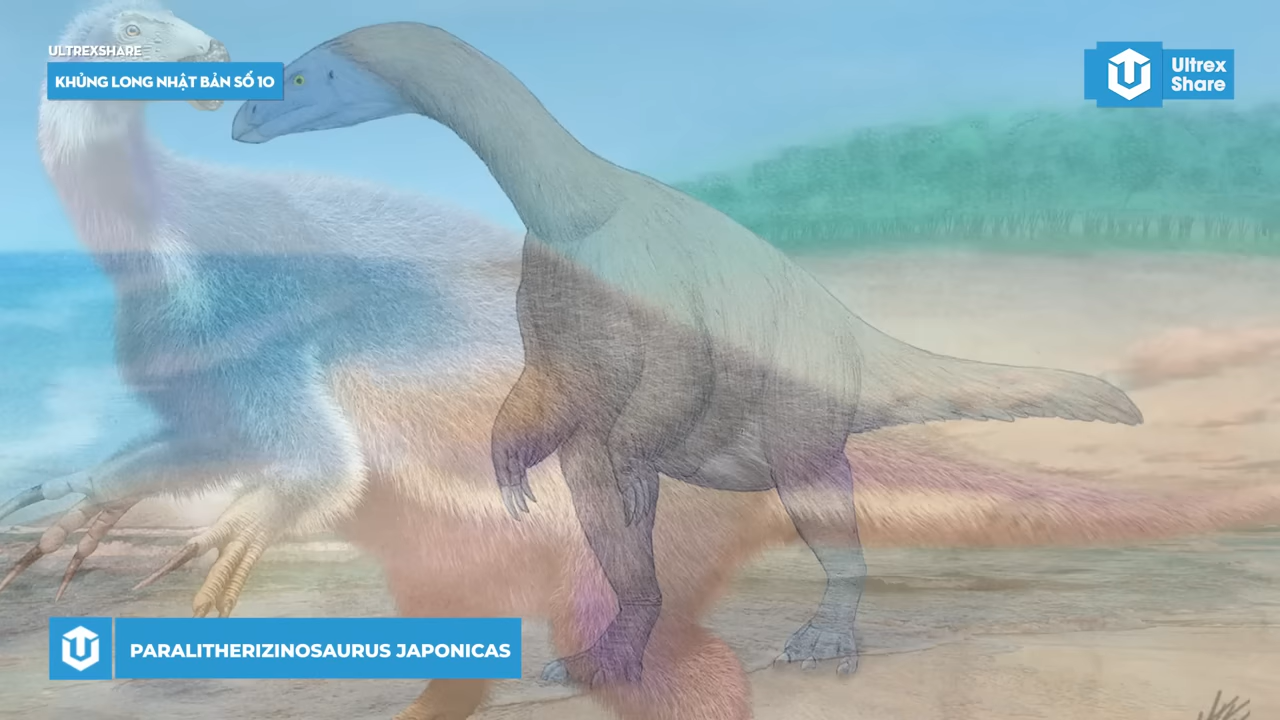 ULTREXSHARE
KHỦNG LONG NHẬT BẢN SỐ 10
Ultrex
Share
PARALITHERIZINOSAURUS JAPONICAS